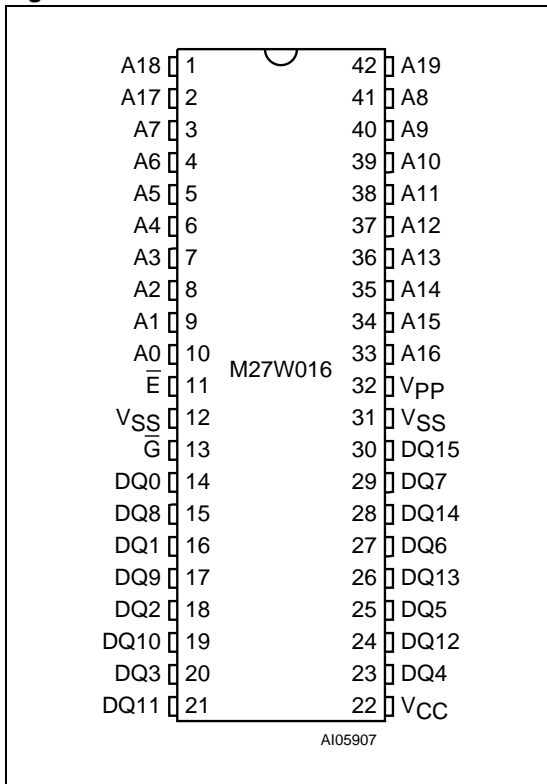 A18 1 42 A19
A17 2 41 A8
A7 3 40 A9
A6 4 39 A10
A5 5 38 A11
A4 6 37 A12
A3 7 36 A13
A2 8 35 A14
A1 9 34 A15
A0 10 33 A16
M27W016
E̅ 11 32 VPP
VSS 12 31 VSS
G̅ 13 30 DQ15
DQ0 14 29 DQ7
DQ8 15 28 DQ14
DQ1 16 27 DQ6
DQ9 17 26 DQ13
DQ2 18 25 DQ5
DQ10 19 24 DQ12
DQ3 20 23 DQ4
DQ11 21 22 VCC
AI05907